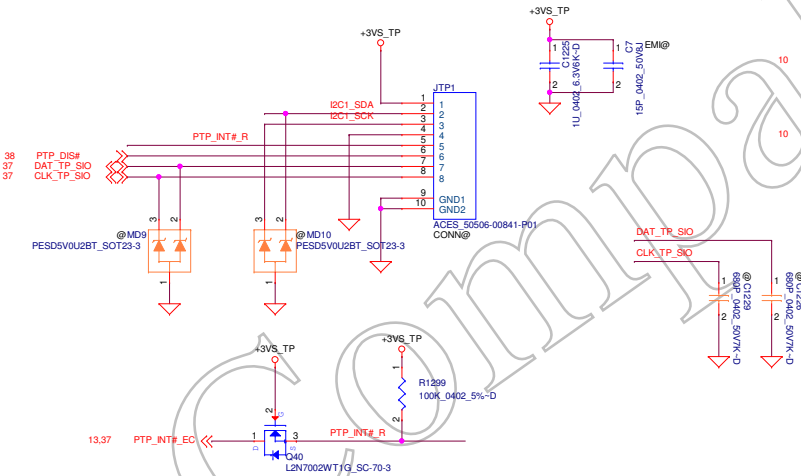 +3VS_TP
+3VS_TP
1
C1225
1U_0402_6.3V6K~D
2
1
C7
EMI@
15P_0402_50V8J
2
10
10
JTP1
I2C1_SDA
I2C1_SCK
PTP_INT#_R
1 1
2 2
3 3
4 4
5 5
6 6
7 7
8 8
9 GND1
10 GND2
ACES_50506-00841-P01
CONN@
38 PTP_DIS#
37 DAT_TP_SIO
37 CLK_TP_SIO
@MD9
PESD5V0U2BT_SOT23-3
3 2
1
@MD10
PESD5V0U2BT_SOT23-3
3 2
1
DAT_TP_SIO
CLK_TP_SIO
1
@C1229
680P_0402_50V7K~D
2
1
680P_0402_50V7K~D
2
+3VS_TP
+3VS_TP
1
R1299
100K_0402_5%~D
2
2
G
13,37 PTP_INT#_EC
1
D
3
S
PTP_INT#_R
Q40
L2N7002WT1G_SC-70-3
Compa